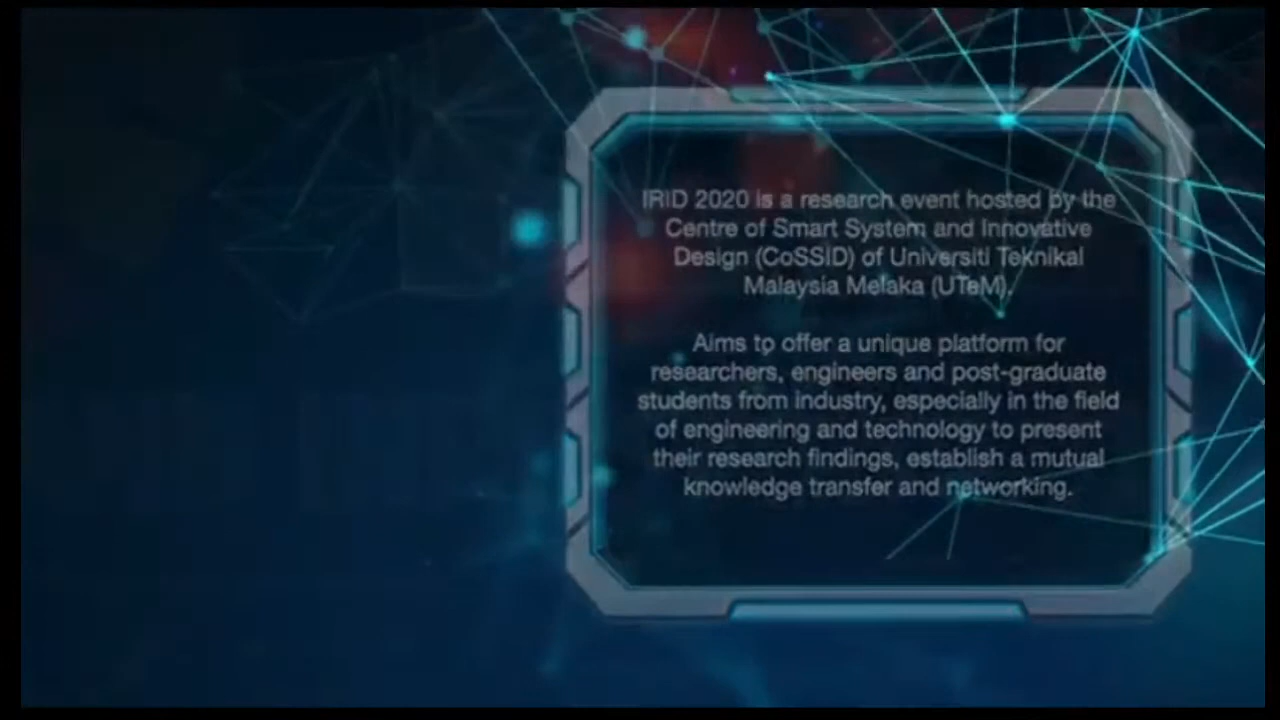 IRID 2020 is a research event hosted by the
Centre of Smart System and Innovative
Design (CoSSID) of Universiti Teknikal
Malaysia Melaka (UTeM).
Aims to offer a unique platform for
researchers, engineers and post-graduate
students from industry, especially in the field
of engineering and technology to present
their research findings, establish a mutual
knowledge transfer and networking.